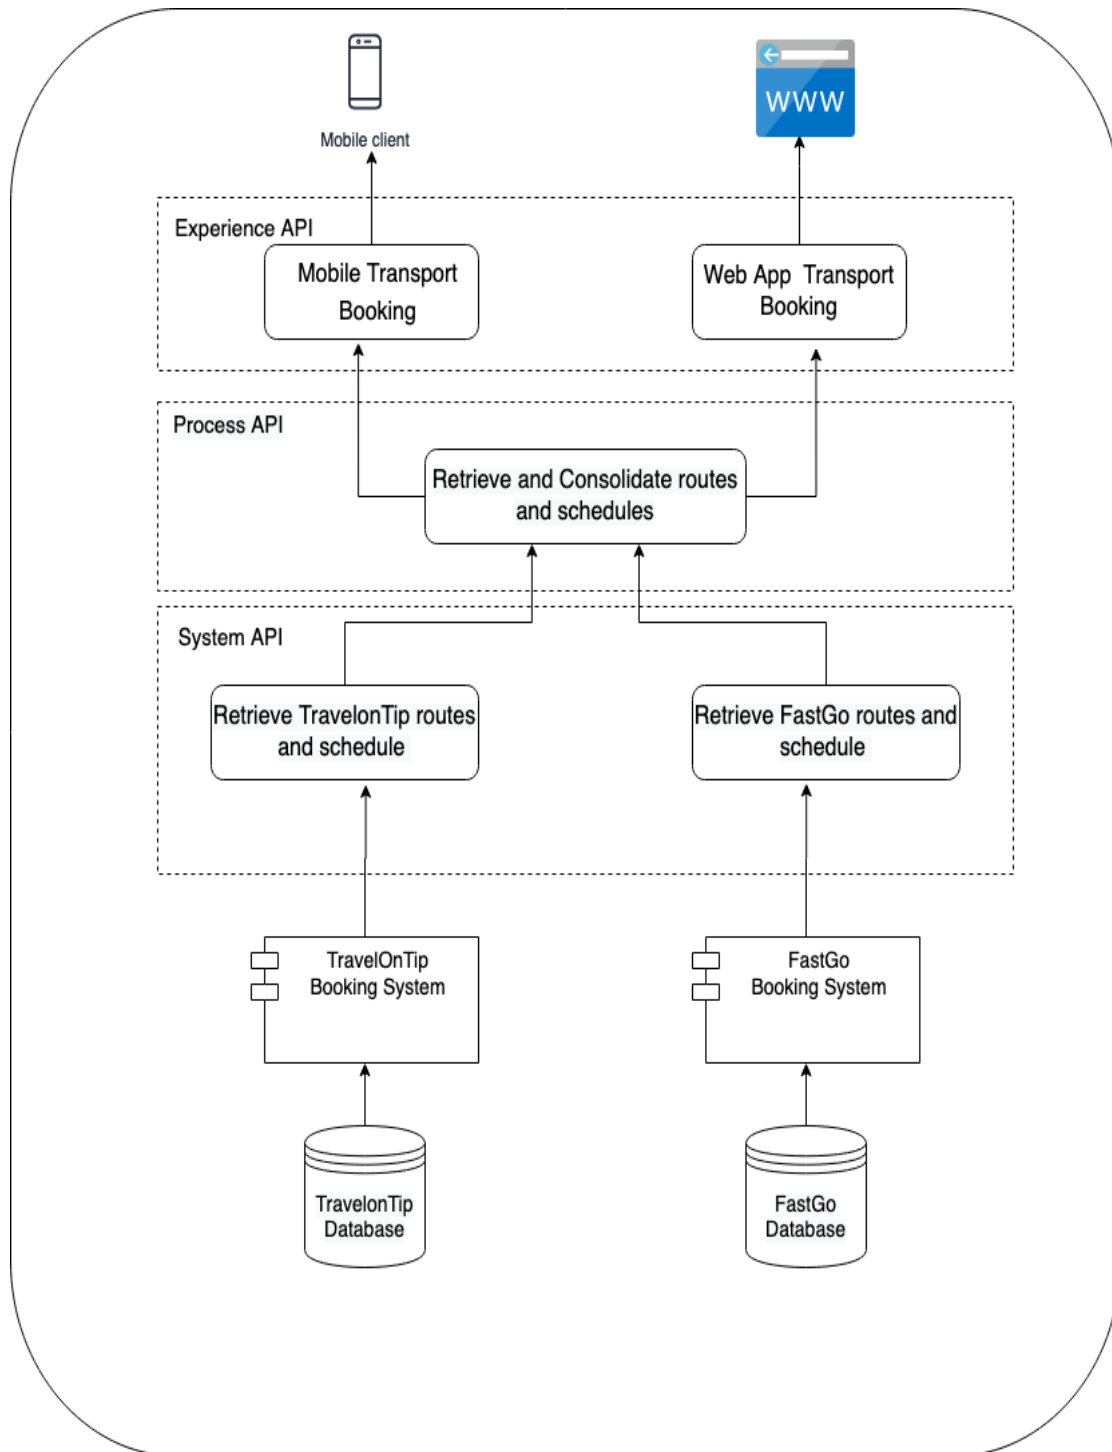 Mobile client
WWW
Experience API
Mobile Transport
Booking
Web App Transport
Booking
Process API
Retrieve and Consolidate routes
and schedules
System API
Retrieve TravelonTip routes
and schedule
Retrieve FastGo routes and
schedule
TravelOnTip
Booking System
FastGo
Booking System
TravelonTip
Database
FastGo
Database